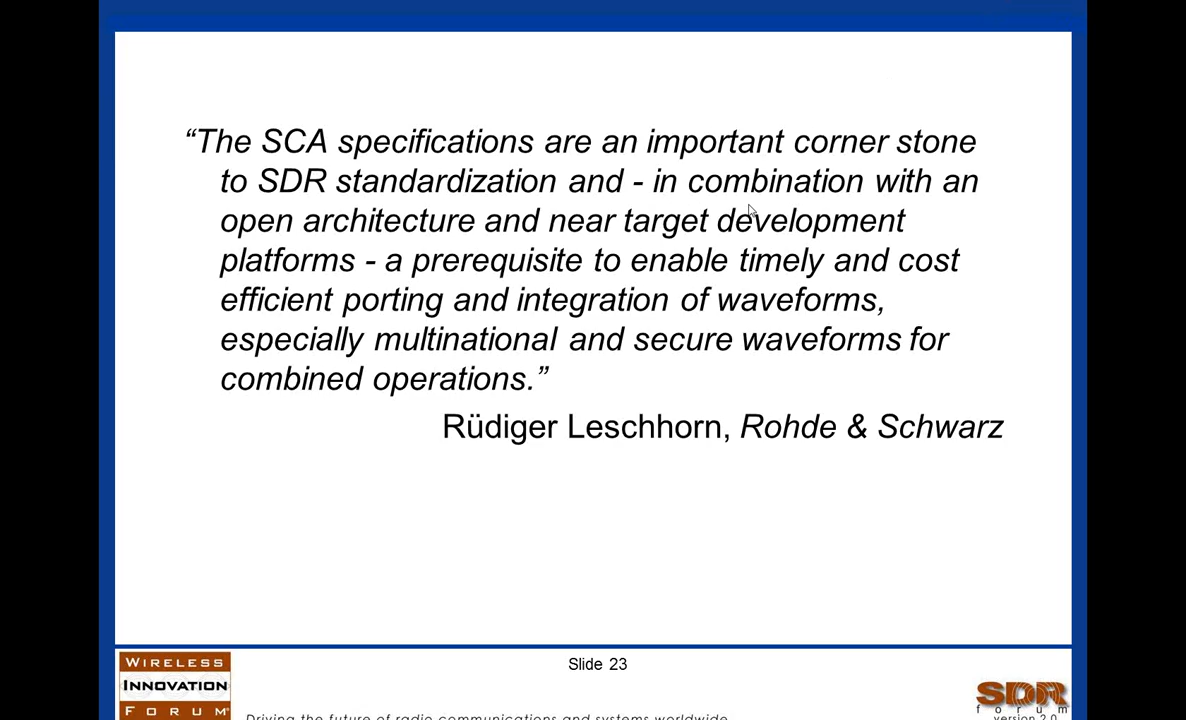 “The SCA specifications are an important corner stone
to SDR standardization and - in combination with an
open architecture and near target development
platforms - a prerequisite to enable timely and cost
efficient porting and integration of waveforms,
especially multinational and secure waveforms for
combined operations.”
Rüdiger Leschhorn, Rohde & Schwarz
Slide 23
WIRELESS
INNOVATION
FORUM®
Driving the future of radio communications and systems worldwide
SDR
forum
version 2.0